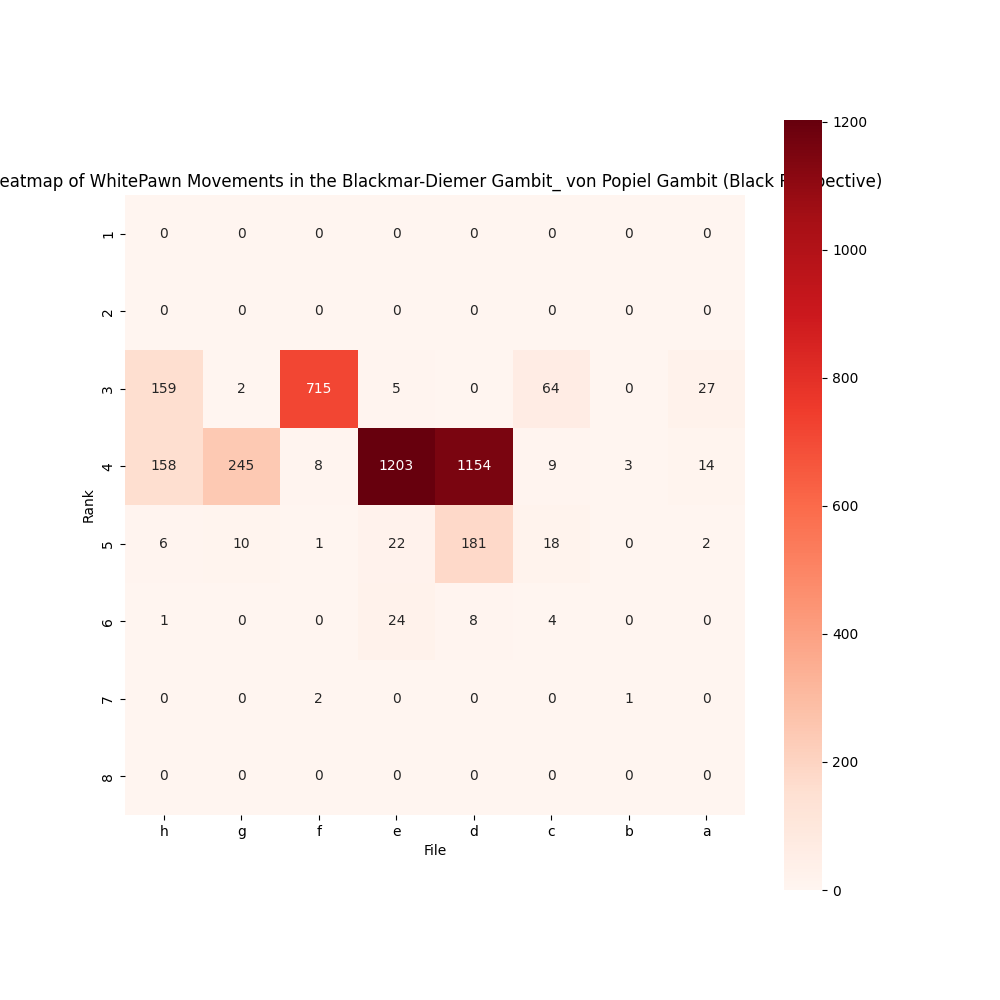 eatmap of WhitePawn Movements in the Blackmar-Diemer Gambit_ von Popiel Gambit (Black pective)
1200
1000
800
600
400
200
0
1 0 0 0 0 0 0 0 0
2 0 0 0 0 0 0 0 0
3 159 2 715 5 0 64 0 27
4 158 245 8 1203 1154 9 3 14
5 6 10 1 22 181 18 0 2
6 1 0 0 24 8 4 0 0
7 0 0 2 0 0 0 1 0
8 0 0 0 0 0 0 0 0
Rank
h g f e d c b a
File